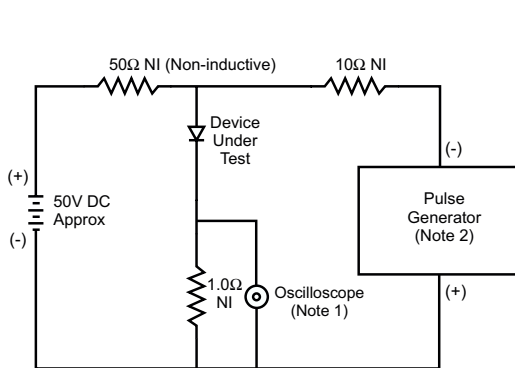 50Ω NI (Non-inductive)
10Ω NI
Device
Under
Test
(+)
50V DC
Approx
(-)
1.0Ω
NI
Oscilloscope
(Note 1)
(-)
Pulse
Generator
(Note 2)
(+)